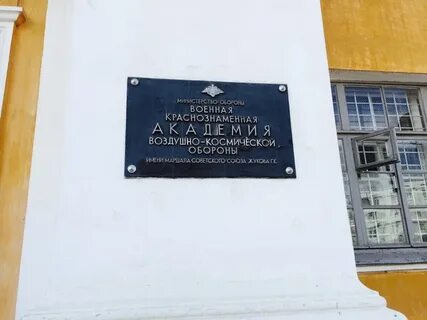 МИНИСТЕРСТВО ОБОРОНЫ
ВОЕННАЯ
КРАСНОЗНАМЕННАЯ
АКАДЕМИЯ
ВОЗДУШНО-КОСМИЧЕСКОЙ
ОБОРОНЫ
ИМЕНИ МАРШАЛА СОВЕТСКОГО СОЮЗА ЖУКОВА Г.К.